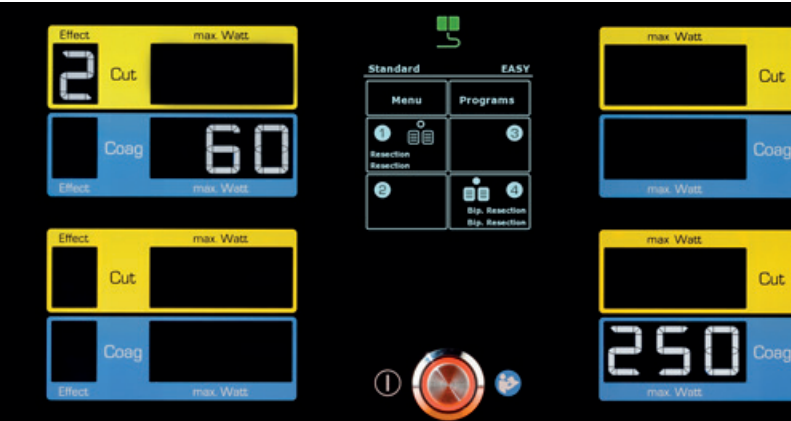 Effect max. Watt
2 Cut
Coag 60
Effect max. Watt
Effect max. Watt
Cut
Coag
Effect max. Watt
Standard EASY
Menu Programs
1 3
Resection
Resection
2 4
Bip. Resection
Bip. Resection
max. Watt
Cut
Coag
max. Watt
max. Watt
Cut
250 Coag
max. Watt